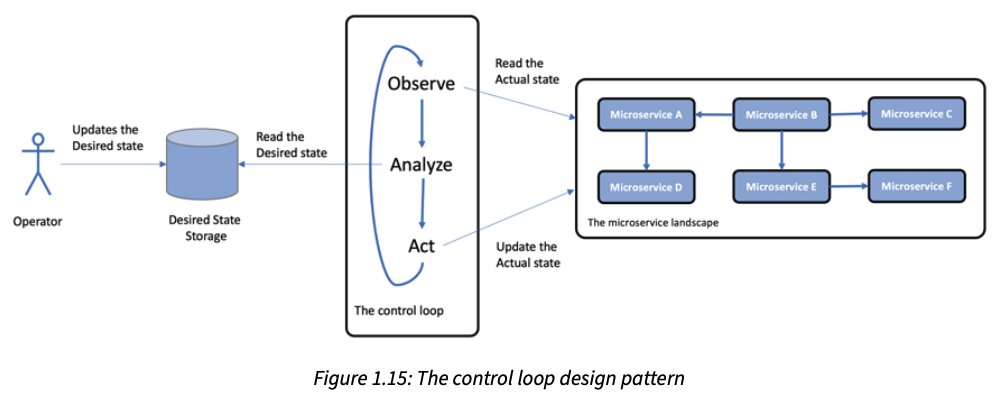 Updates the
Desired state
Operator
Desired State
Storage
Read the
Desired state
Observe
Analyze
Act
The control loop
Read the
Actual state
Update the
Actual state
Microservice A
Microservice B
Microservice C
Microservice D
Microservice E
Microservice F
The microservice landscape
Figure 1.15: The control loop design pattern